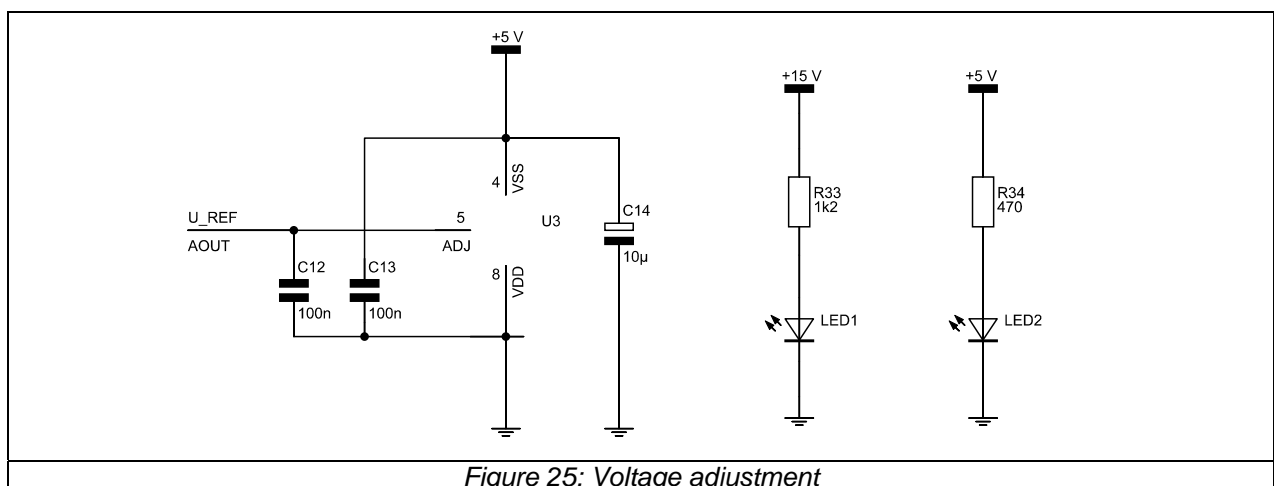 +5 V
+15 V
+5 V
4
VSS
R33
1k2
R34
470
U_REF
AOUT
5
ADJ
U3
C14
10µ
C12
100n
C13
100n
8
VDD
LED1
LED2
Figure 25: Voltage adjustment